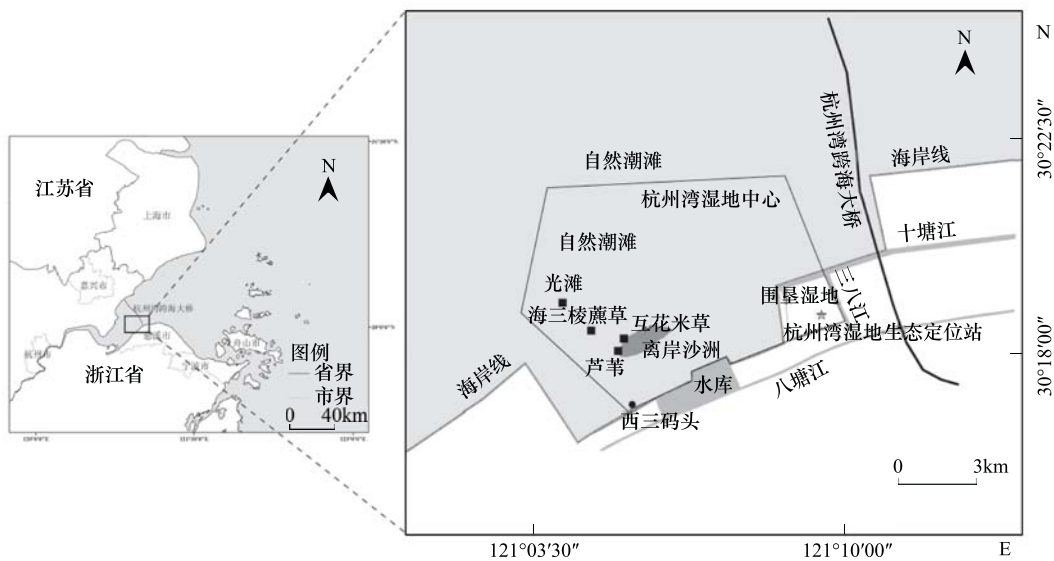 江苏省
上海市
嘉兴市
杭州湾跨海大桥
慈溪市
舟山市
杭州市
宁波市
浙江省
N
图例
省界
市界
0 40km
N
N
自然潮滩
杭州湾跨海大桥
海岸线
30°22′30″
杭州湾湿地中心
自然潮滩
十塘江
光滩
三八江
围垦湿地
海三棱藨草
互花米草
杭州湾湿地生态定位站
离岸沙洲
芦苇
30°18′00″
海岸线
水库
八塘江
西三码头
0 3km
121°03′30″
121°10′00″
E